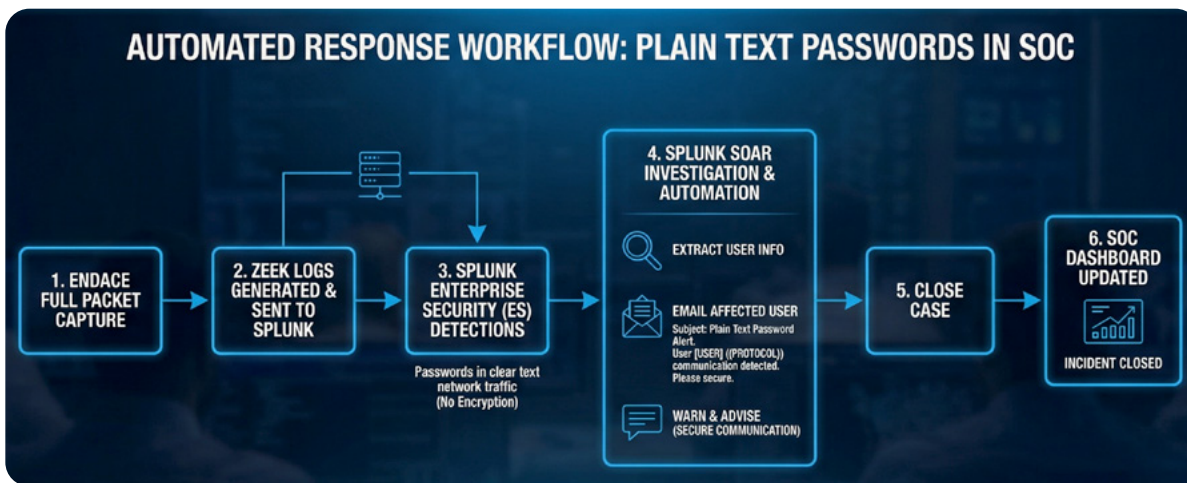 AUTOMATED RESPONSE WORKFLOW: PLAIN TEXT PASSWORDS IN SOC
1. ENDACE
FULL PACKET
CAPTURE
2. ZEEK LOGS
GENERATED &
SENT TO
SPLUNK
3. SPLUNK
ENTERPRISE
SECURITY (ES)
DETECTIONS
Passwords in clear text
network traffic
(No Encryption)
4. SPLUNK SOAR
INVESTIGATION &
AUTOMATION
EXTRACT USER INFO
EMAIL AFFECTED USER
Subject: Plain Text Password
Alert.
User [USER] ((PROTOCOL))
communication detected.
Please secure.
WARN & ADVISE
(SECURE COMMUNICATION)
5. CLOSE
CASE
6. SOC
DASHBOARD
UPDATED
INCIDENT CLOSED